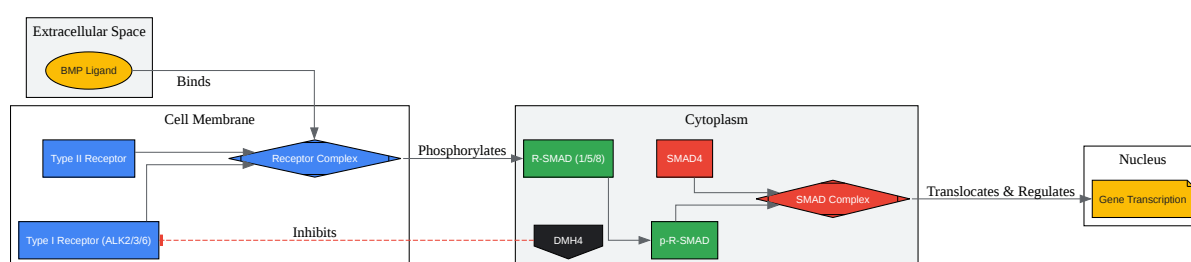 Extracellular Space
BMP Ligand
Binds
Cell Membrane
Type II Receptor
Receptor Complex
Type I Receptor (ALK2/3/6)
Phosphorylates
Inhibits
Cytoplasm
R-SMAD (1/5/8)
SMAD4
SMAD Complex
DMH4
p-R-SMAD
Translocates & Regulates
Nucleus
Gene Transcription